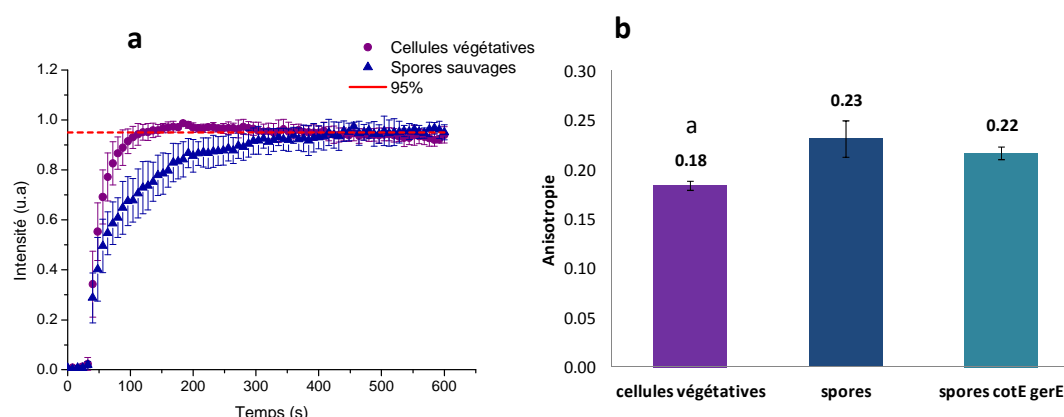 a
Cellules végétatives
Spores sauvages
95%
1.2
1.0
0.8
0.6
0.4
0.2
0.0
Intensité (u.a)
0 100 200 300 400 500 600
Temps (s)
b
0.30
0.25
0.20
0.15
0.10
0.05
0.00
Anisotropie
a
0.18
0.23
0.22
cellules végétatives spores spores cotE gerE